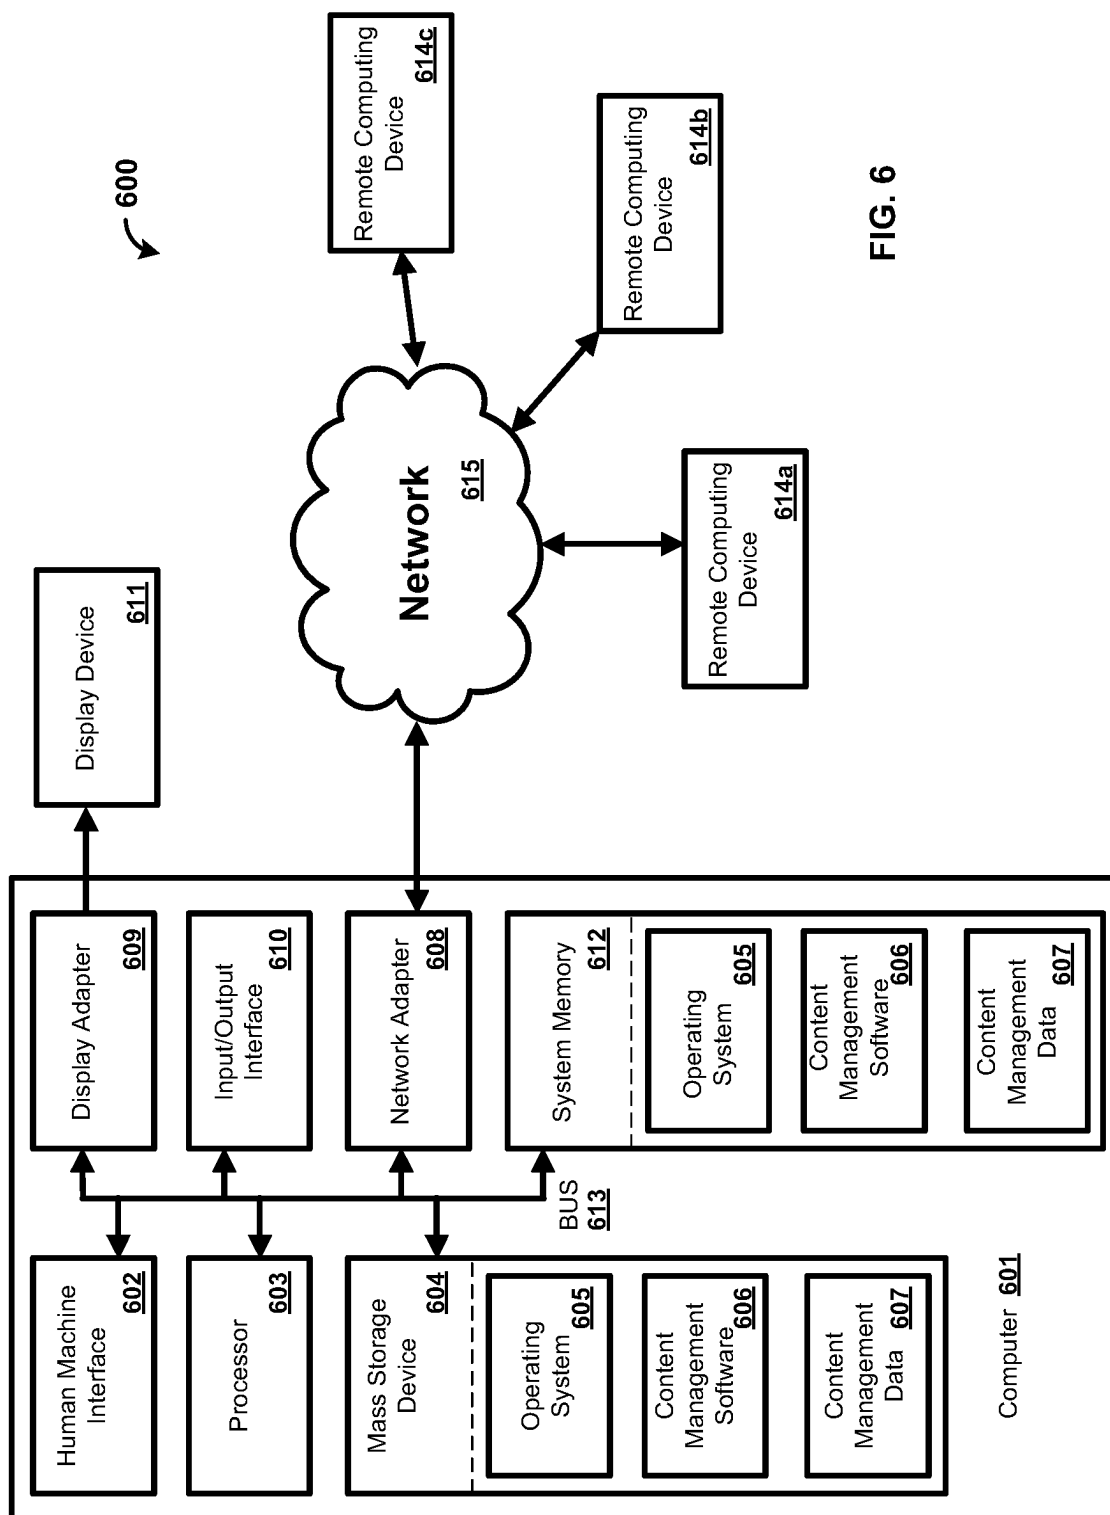 600
Human Machine
Interface
602
Display Adapter
609
Display Device
611
Processor
603
Input/Output
Interface
610
Mass Storage
Device
604
Network Adapter
608
Network
615
Remote Computing
Device
614c
Operating
System
605
BUS
613
System Memory
612
Content
Management
Software
606
Operating
System
605
Remote Computing
Device
614b
Content
Management
Data
607
Content
Management
Software
606
Remote Computing
Device
614a
Computer 601
Content
Management
Data
607
FIG. 6